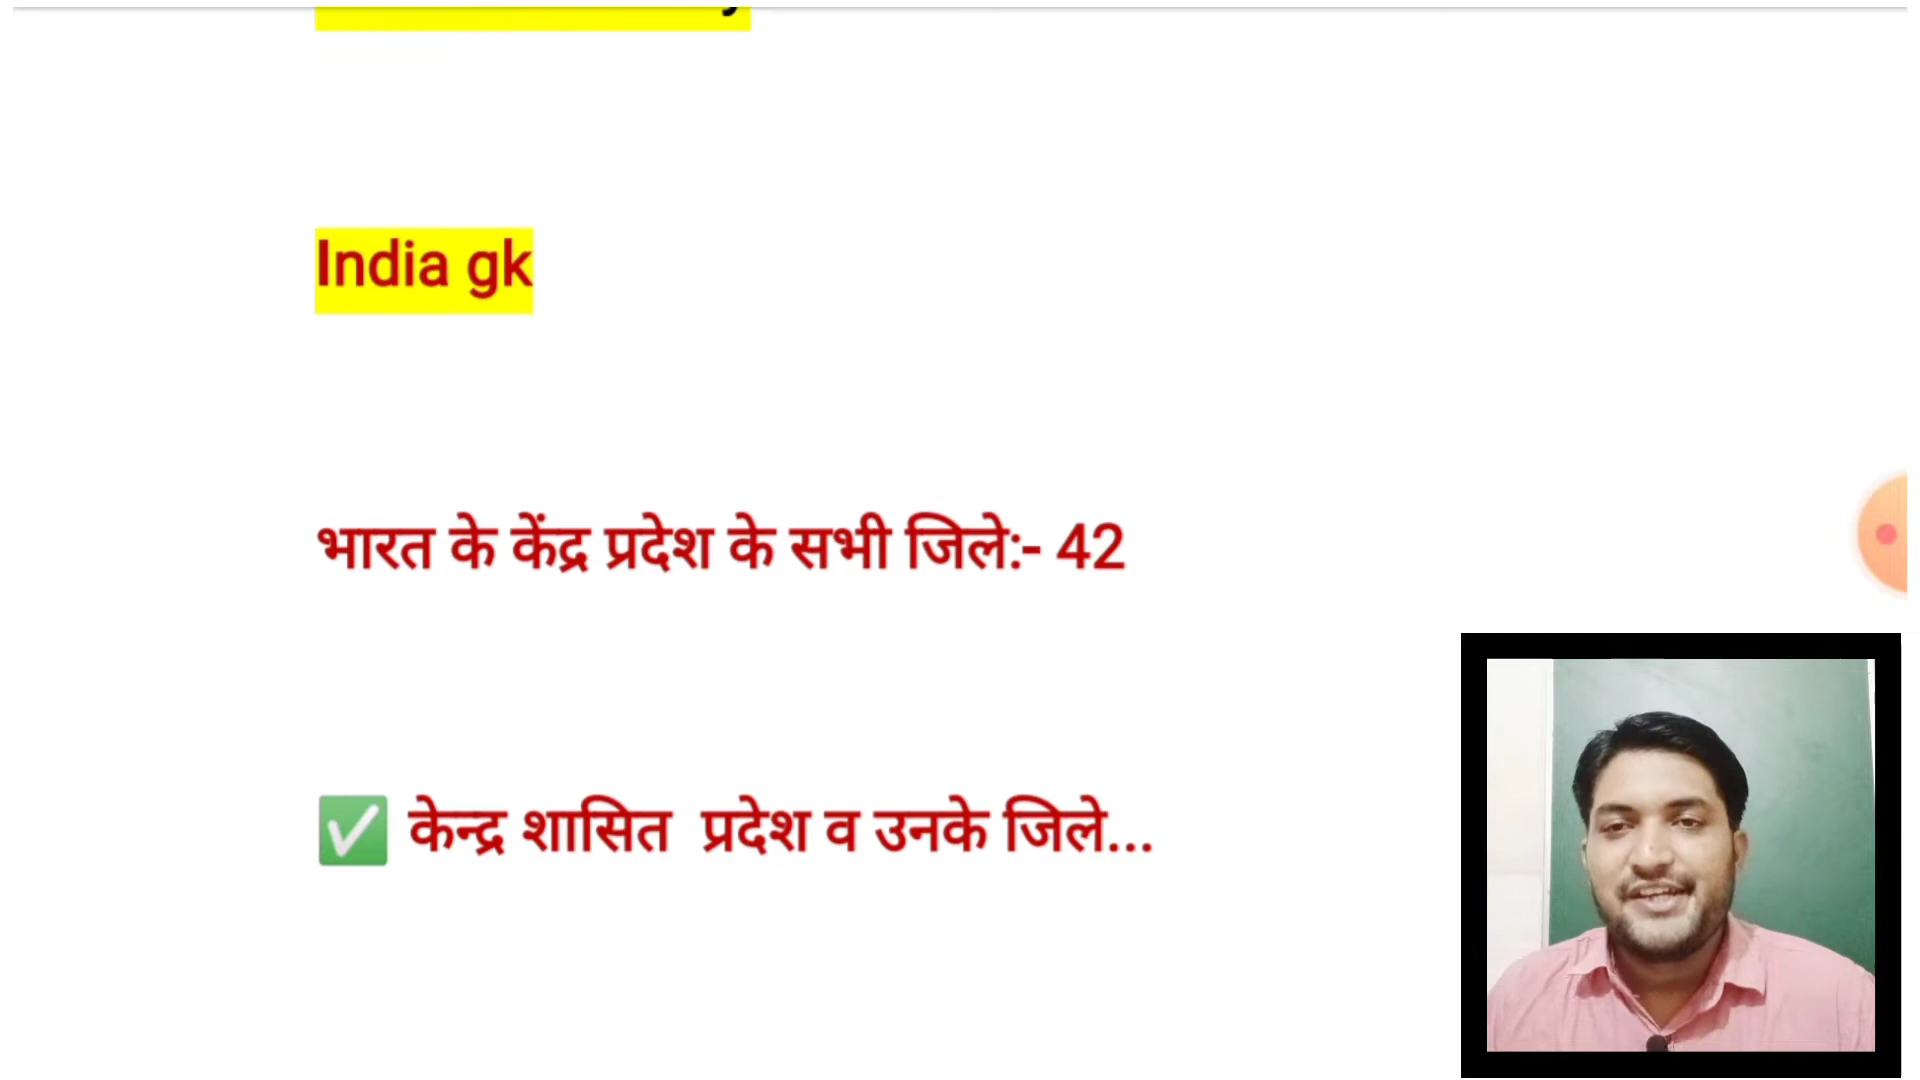 India gk
भारत के केंद्र प्रदेश के सभी जिले:- 42
✅ केन्द्र शासित प्रदेश व उनके जिले...